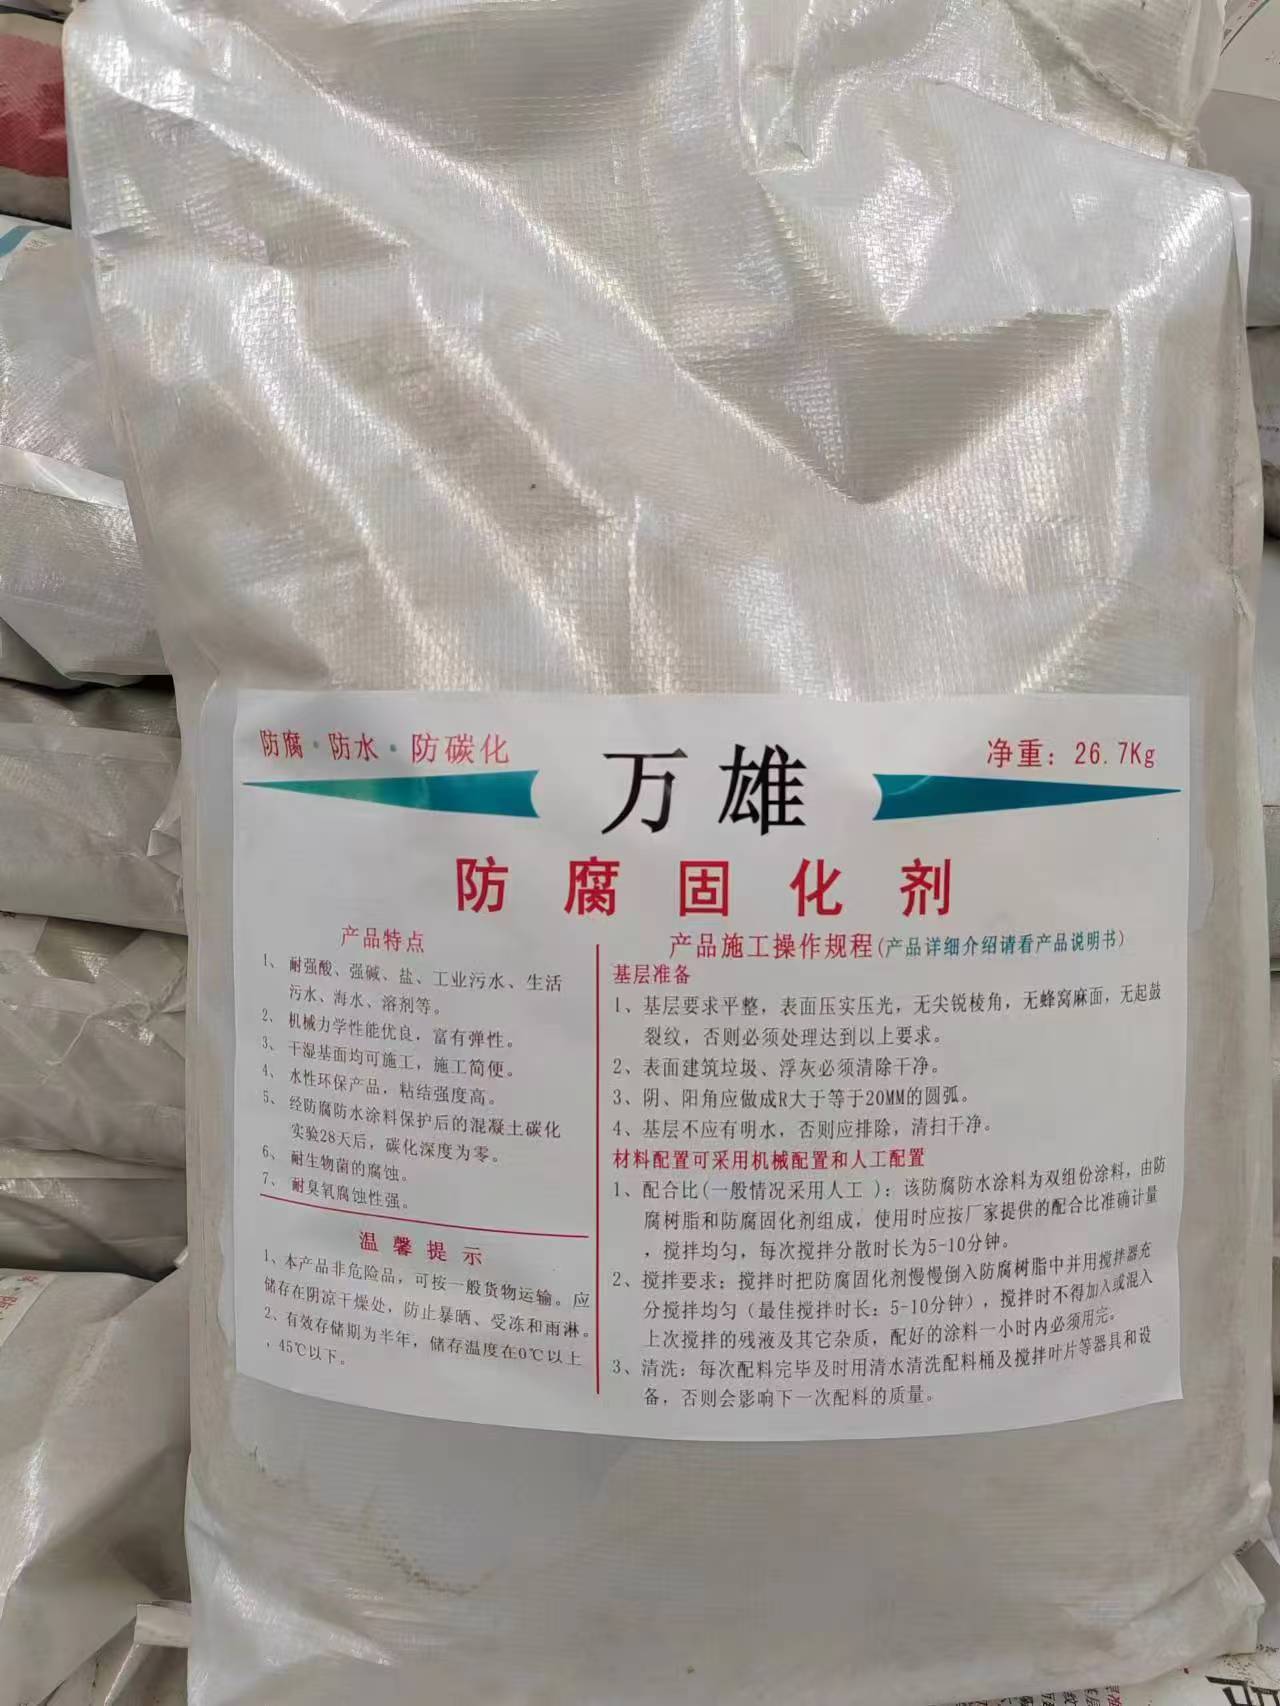 防腐·防水·防碳化
万雄
净重：26.7Kg
防腐固化剂
产品特点
1、耐强酸、强碱、盐、工业污水、生活
污水、海水、溶剂等。
2、机械力学性能优良，富有弹性。
3、干湿基面均可施工，施工简便。
4、水性环保产品，粘结强度高。
5、经防腐防水涂料保护后的混凝土碳化
实验28天后，碳化深度为零。
6、耐生物菌的腐蚀。
7、耐臭氧腐蚀性强。
温馨提示
1、本产品非危险品，可按一般货物运输。应
储存在阴凉干燥处，防止暴晒、受冻和雨淋。
2、有效存储期为半年，储存温度在0℃以上
，45℃以下。
产品施工操作规程(产品详细介绍请看产品说明书)
基层准备
1、基层要求平整，表面压实压光，无尖锐棱角，无蜂窝麻面，无起鼓
裂纹，否则必须处理达到以上要求。
2、表面建筑垃圾、浮灰必须清除干净。
3、阴、阳角应做成R大于等于20MM的圆弧。
4、基层不应有明水，否则应排除，清扫干净。
材料配置可采用机械配置和人工配置
1、配合比(一般情况采用人工 )：该防腐防水涂料为双组份涂料，由防
腐树脂和防腐固化剂组成，使用时应按厂家提供的配合比准确计量
，搅拌均匀，每次搅拌分散时长为5-10分钟。
2、搅拌要求：搅拌时把防腐固化剂慢慢倒入防腐树脂中并用搅拌器充
分搅拌均匀（最佳搅拌时长：5-10分钟），搅拌时不得加入或混入
上次搅拌的残液及其它杂质，配好的涂料一小时内必须用完。
3、清洗：每次配料完毕及时用清水清洗配料桶及搅拌叶片等器具和设
备，否则会影响下一次配料的质量。